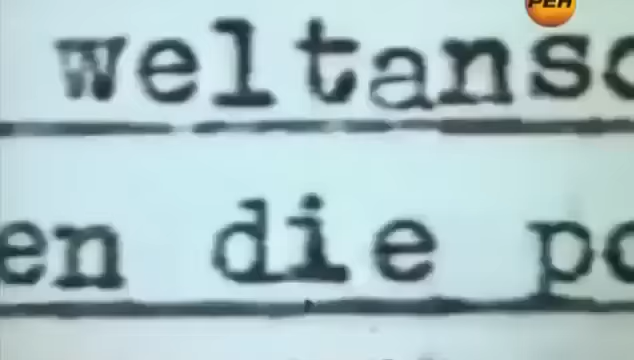 РЕН
weltansc
en die po